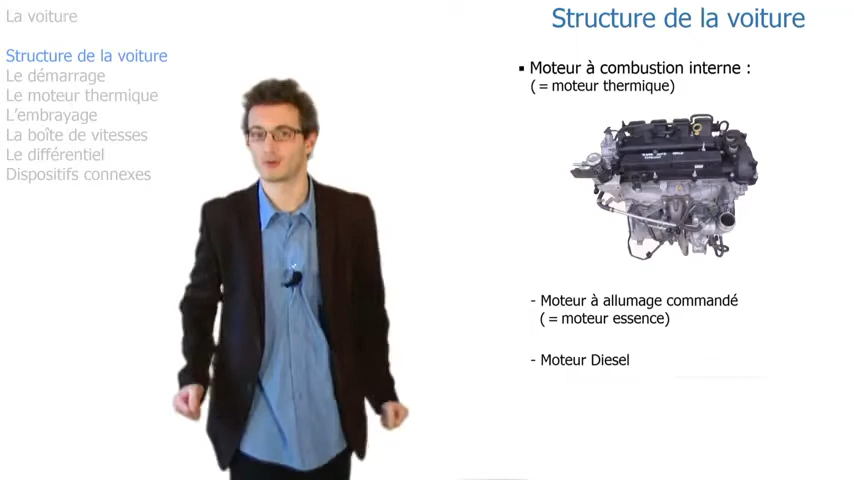 La voiture
Structure de la voiture
Le démarrage
Le moteur thermique
L'embrayage
La boîte de vitesses
Le différentiel
Dispositifs connexes
Structure de la voiture
▪ Moteur à combustion interne :
( = moteur thermique)
- Moteur à allumage commandé
( = moteur essence)
- Moteur Diesel